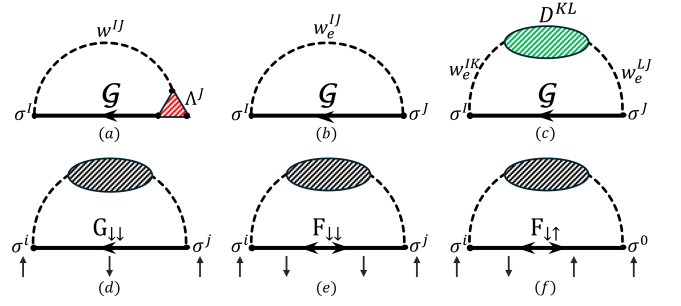 w^{IJ} w_e^{IJ} D^{KL}
w_e^{IK} w_e^{LJ}
𝒢 Λ^J 𝒢 𝒢
σ^I σ^I σ^J σ^I σ^J
(a) (b) (c)
G↓↓ F↓↓ F↓↑
σ^i σ^j σ^i σ^j σ^i σ^0
(d) (e) (f)